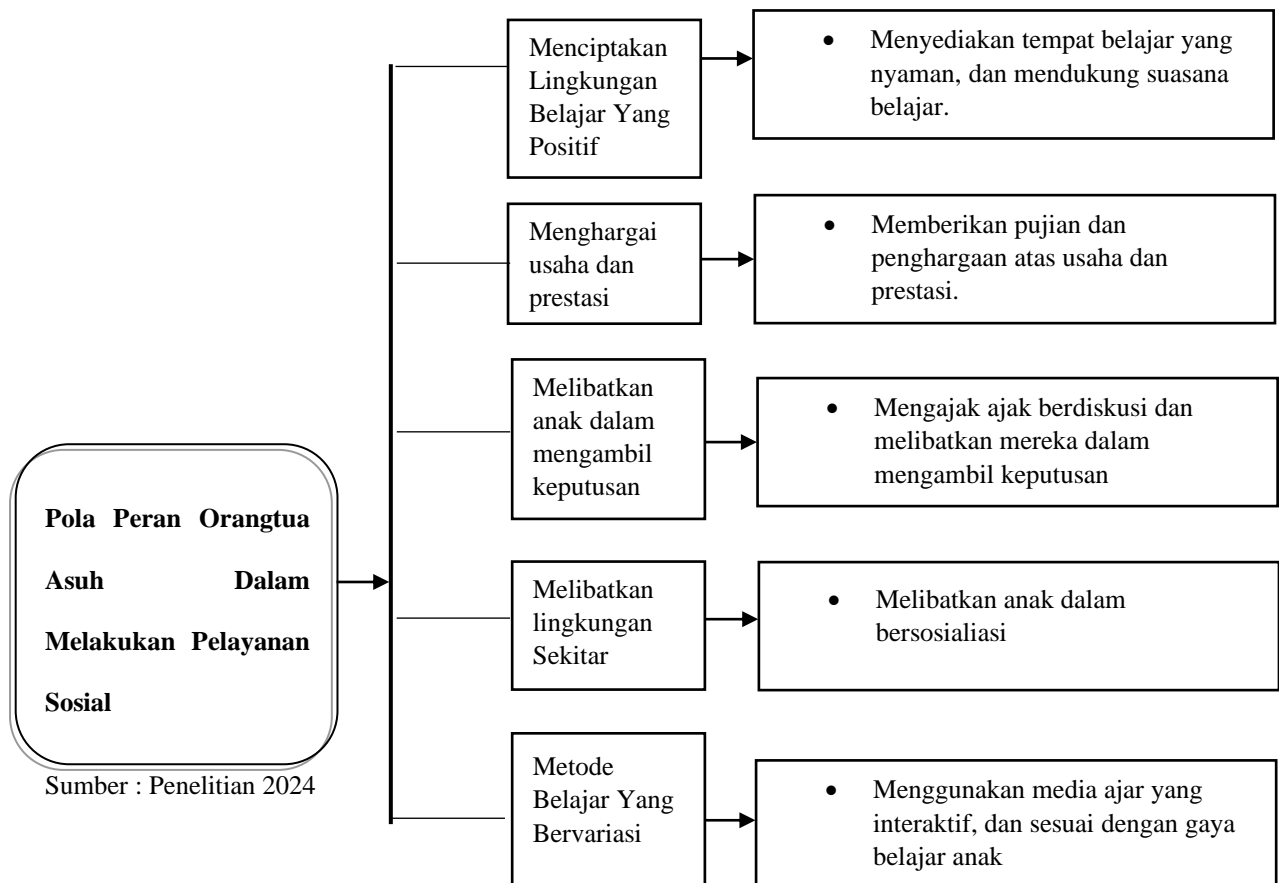 Menciptakan
Lingkungan
Belajar Yang
Positif
• Menyediakan tempat belajar yang
nyaman, dan mendukung suasana
belajar.
Menghargai
usaha dan
prestasi
• Memberikan pujian dan
penghargaan atas usaha dan
prestasi.
Melibatkan
anak dalam
mengambil
keputusan
• Mengajak ajak berdiskusi dan
melibatkan mereka dalam
mengambil keputusan
Pola Peran Orangtua
Asuh Dalam
Melakukan Pelayanan
Sosial
Sumber : Penelitian 2024
Melibatkan
lingkungan
Sekitar
• Melibatkan anak dalam
bersosialiasi
Metode
Belajar Yang
Bervariasi
• Menggunakan media ajar yang
interaktif, dan sesuai dengan gaya
belajar anak